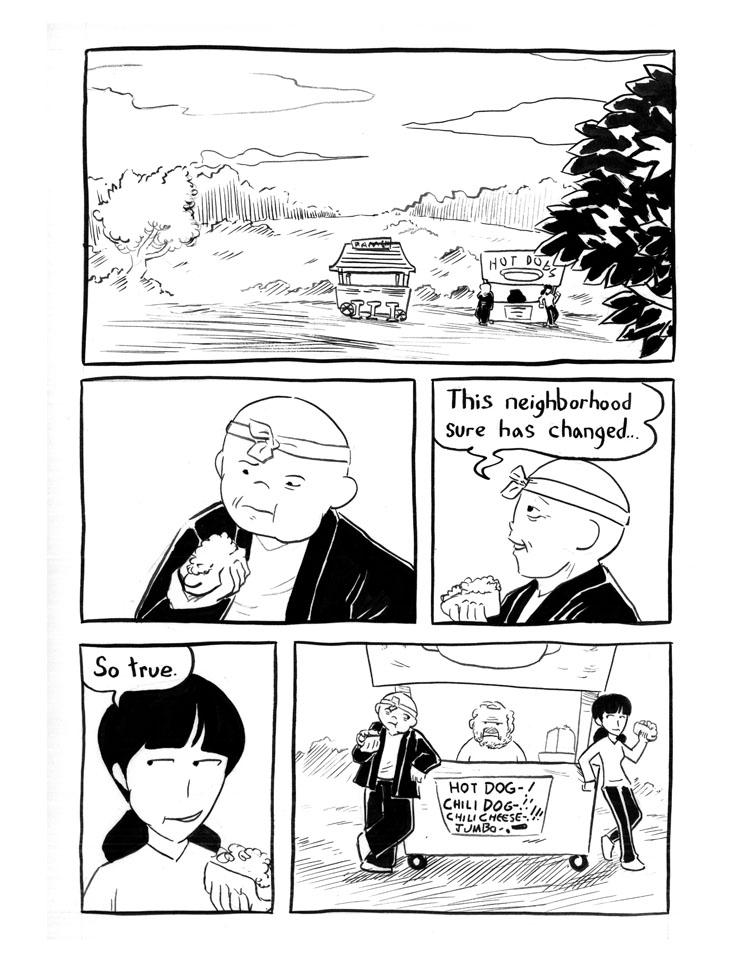 RAMEN
HOT DOGS
This neighborhood
sure has changed...
So true.
HOT DOG-!
CHILI DOG-!!!
CHILI CHEESE-!!!
JUMBO-